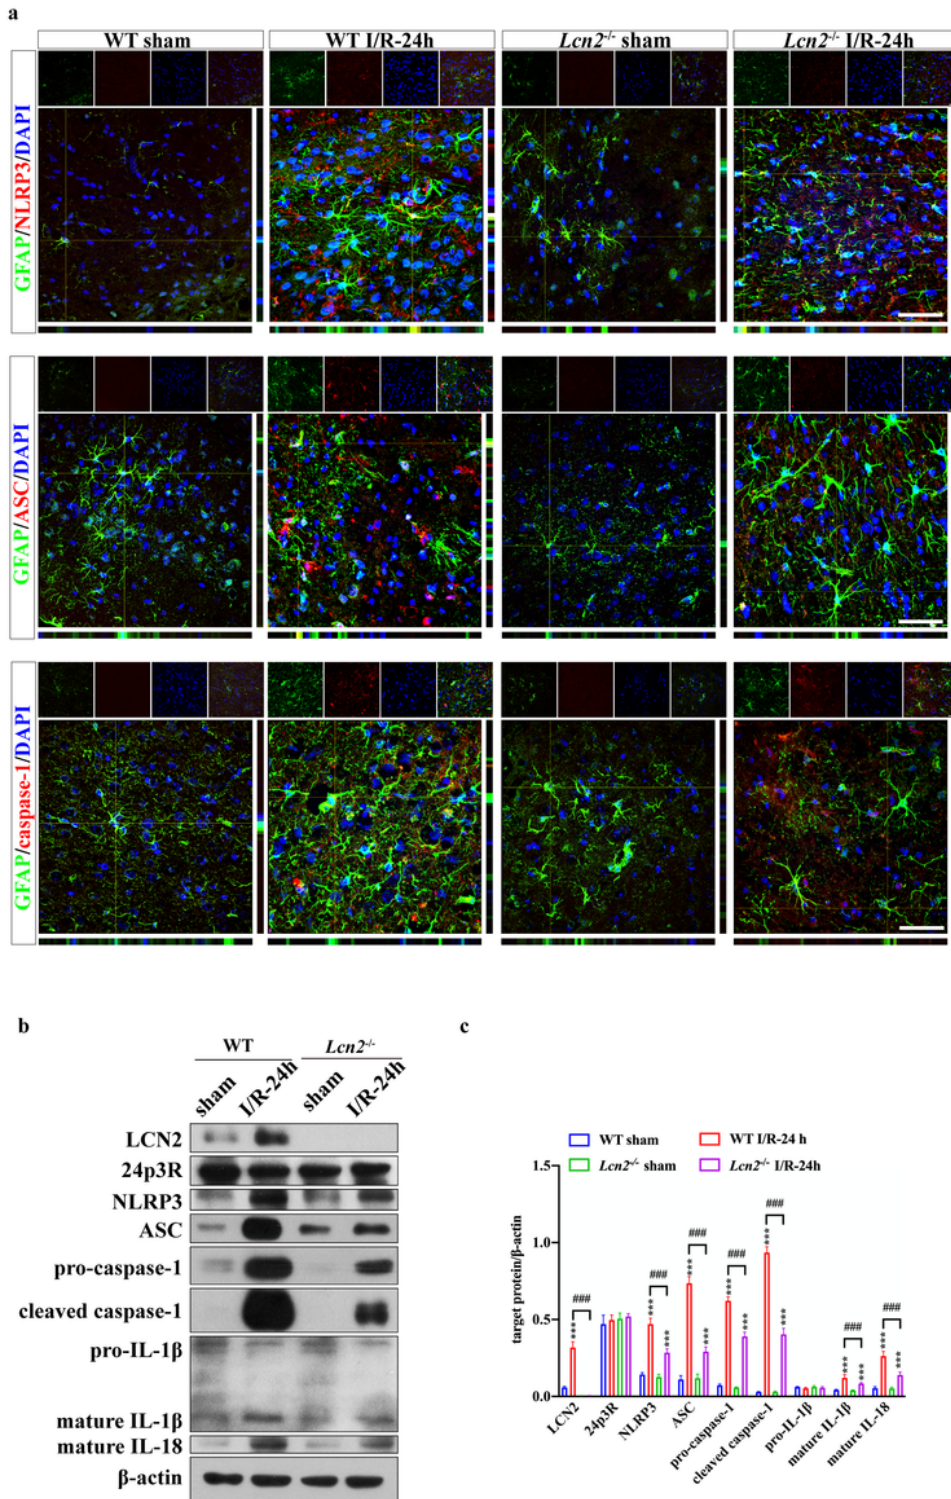 a
WT sham
WT I/R-24h
Lcn2-/- sham
Lcn2-/- I/R-24h
GFAP/NLRP3/DAPI
GFAP/ASC/DAPI
GFAP/caspase-1/DAPI
b
WT
Lcn2-/-
sham
I/R-24h
sham
I/R-24h
LCN2
24p3R
NLRP3
ASC
pro-caspase-1
cleaved caspase-1
pro-IL-1β
mature IL-1β
mature IL-18
β-actin
c
WT sham
WT I/R-24 h
Lcn2-/- sham
Lcn2-/- I/R-24h
target protein/β-actin
1.5
1.0
0.5
0.0
***
###
***
###
***
***
###
***
***
###
***
***
###
***
***
###
***
***
###
***
LCN2
24p3R
NLRP3
ASC
pro-caspase-1
cleaved caspase-1
pro-IL-1β
mature IL-1β
mature IL-18